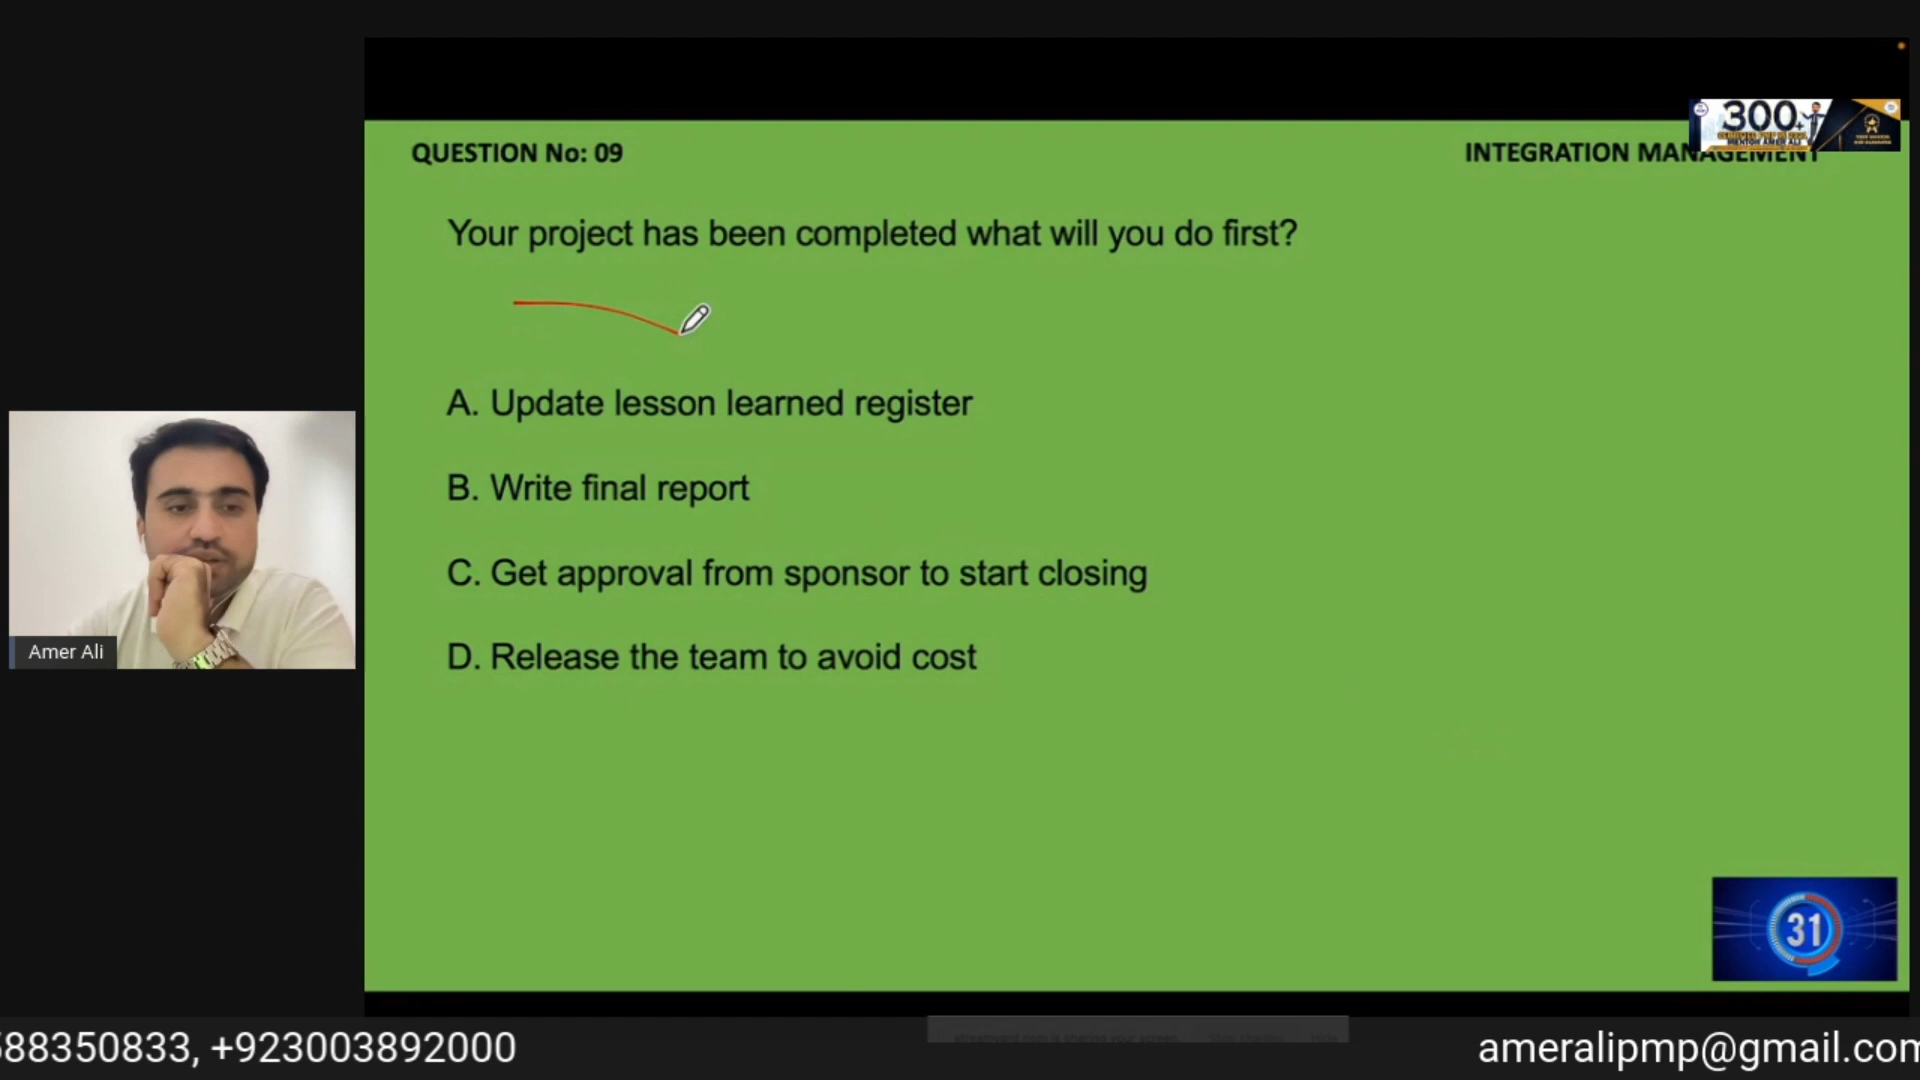 300+
QUESTION No: 09
INTEGRATION MANAGEMENT
Your project has been completed what will you do first?
A. Update lesson learned register
B. Write final report
C. Get approval from sponsor to start closing
D. Release the team to avoid cost
Amer Ali
31
588350833, +923003892000
ameralipmp@gmail.com